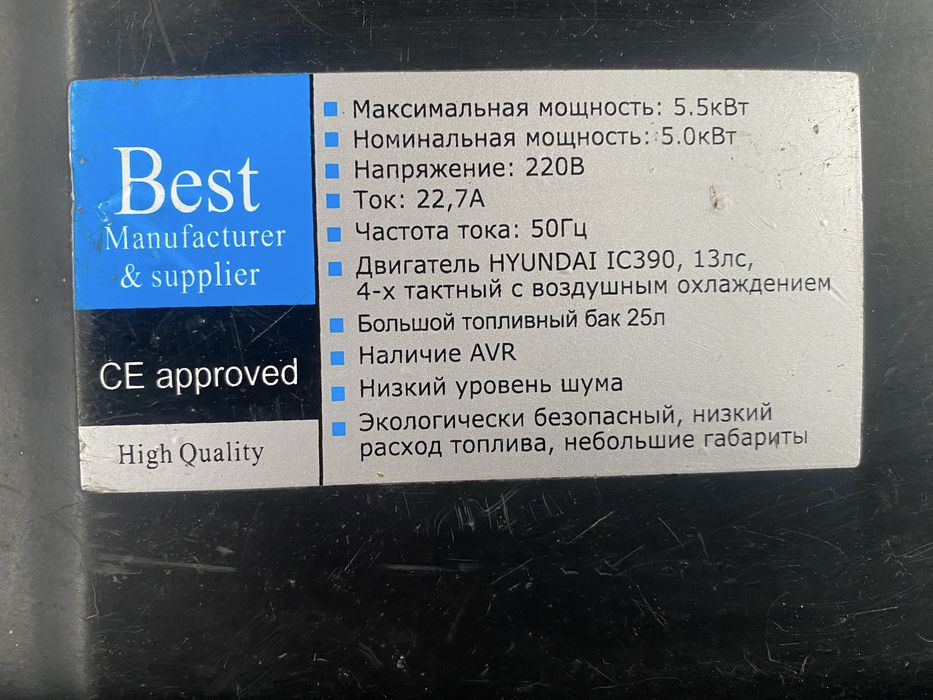 Best
Manufacturer
& supplier
CE approved
High Quality
Максимальная мощность: 5.5кВт
Номинальная мощность: 5.0кВт
Напряжение: 220В
Ток: 22,7А
Частота тока: 50Гц
Двигатель HYUNDAI IC390, 13лс,
4-х тактный с воздушным охлаждением
Большой топливный бак 25л
Наличие AVR
Низкий уровень шума
Экологически безопасный, низкий
расход топлива, небольшие габариты